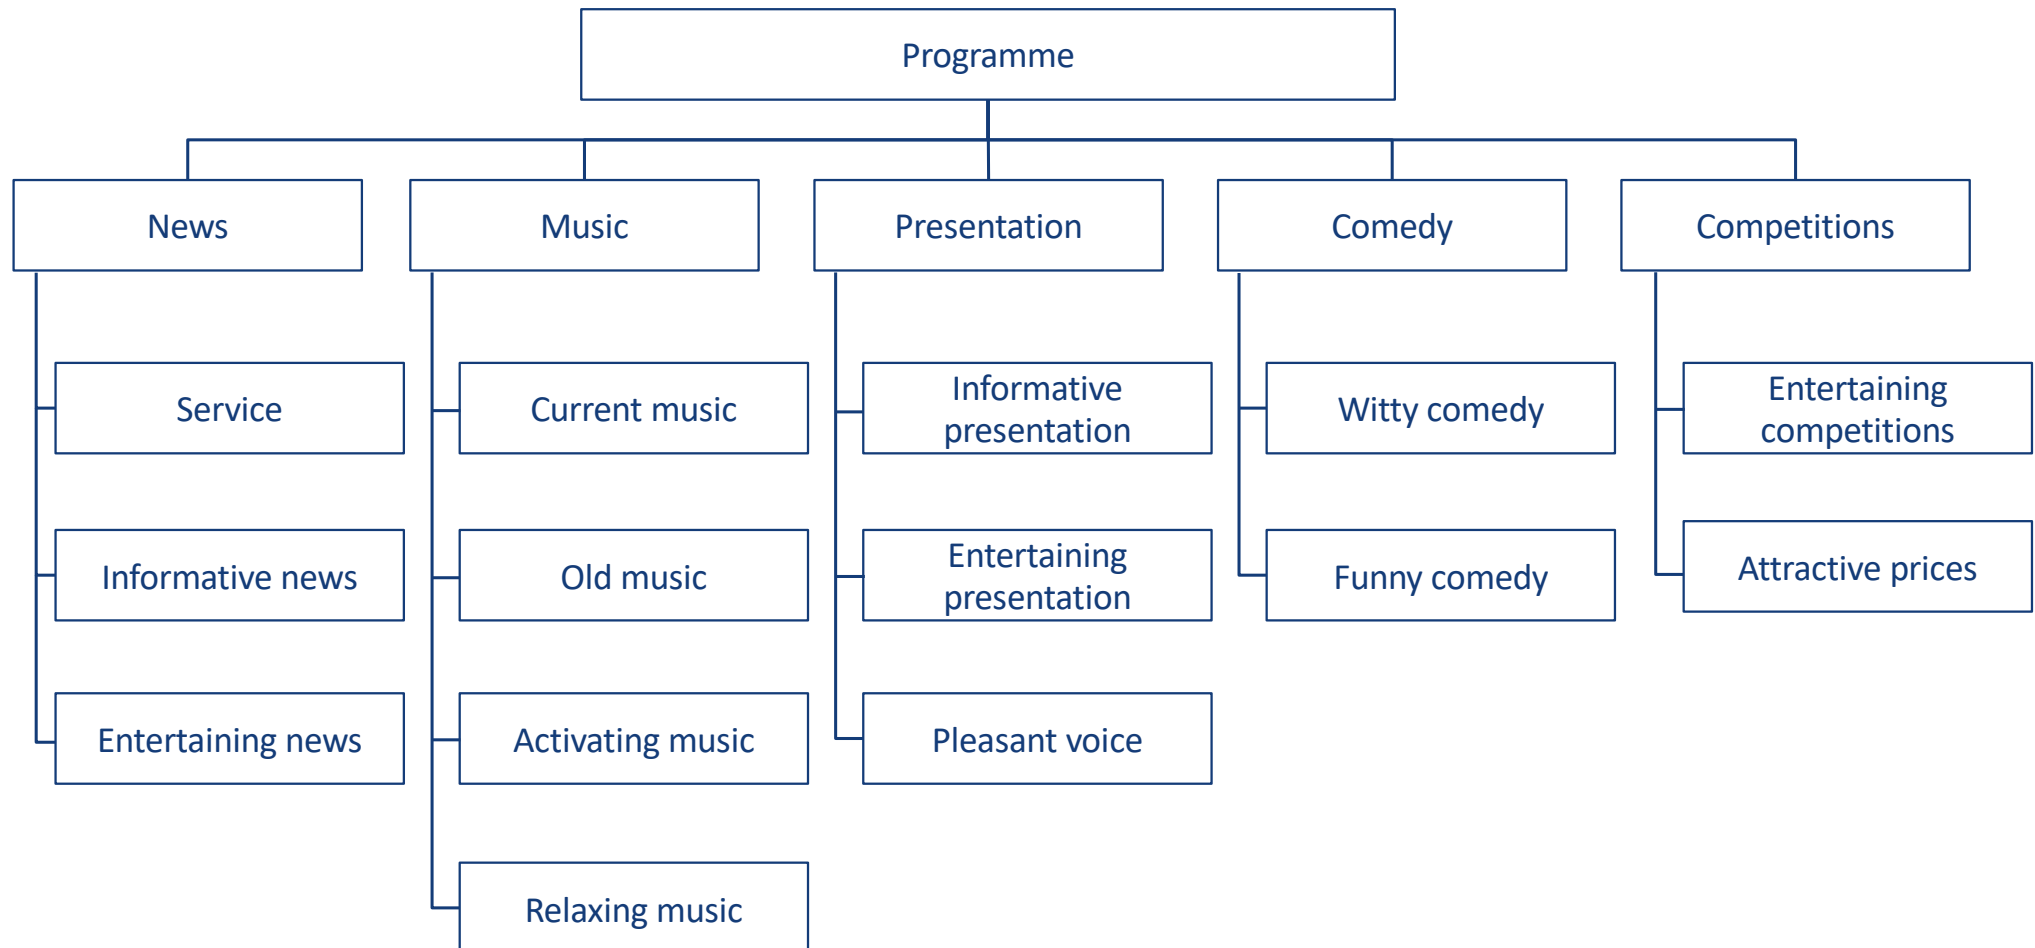 Programme
News
Music
Presentation
Comedy
Competitions
Service
Current music
Informative
presentation
Witty comedy
Entertaining
competitions
Informative news
Old music
Entertaining
presentation
Funny comedy
Attractive prices
Entertaining news
Activating music
Pleasant voice
Relaxing music